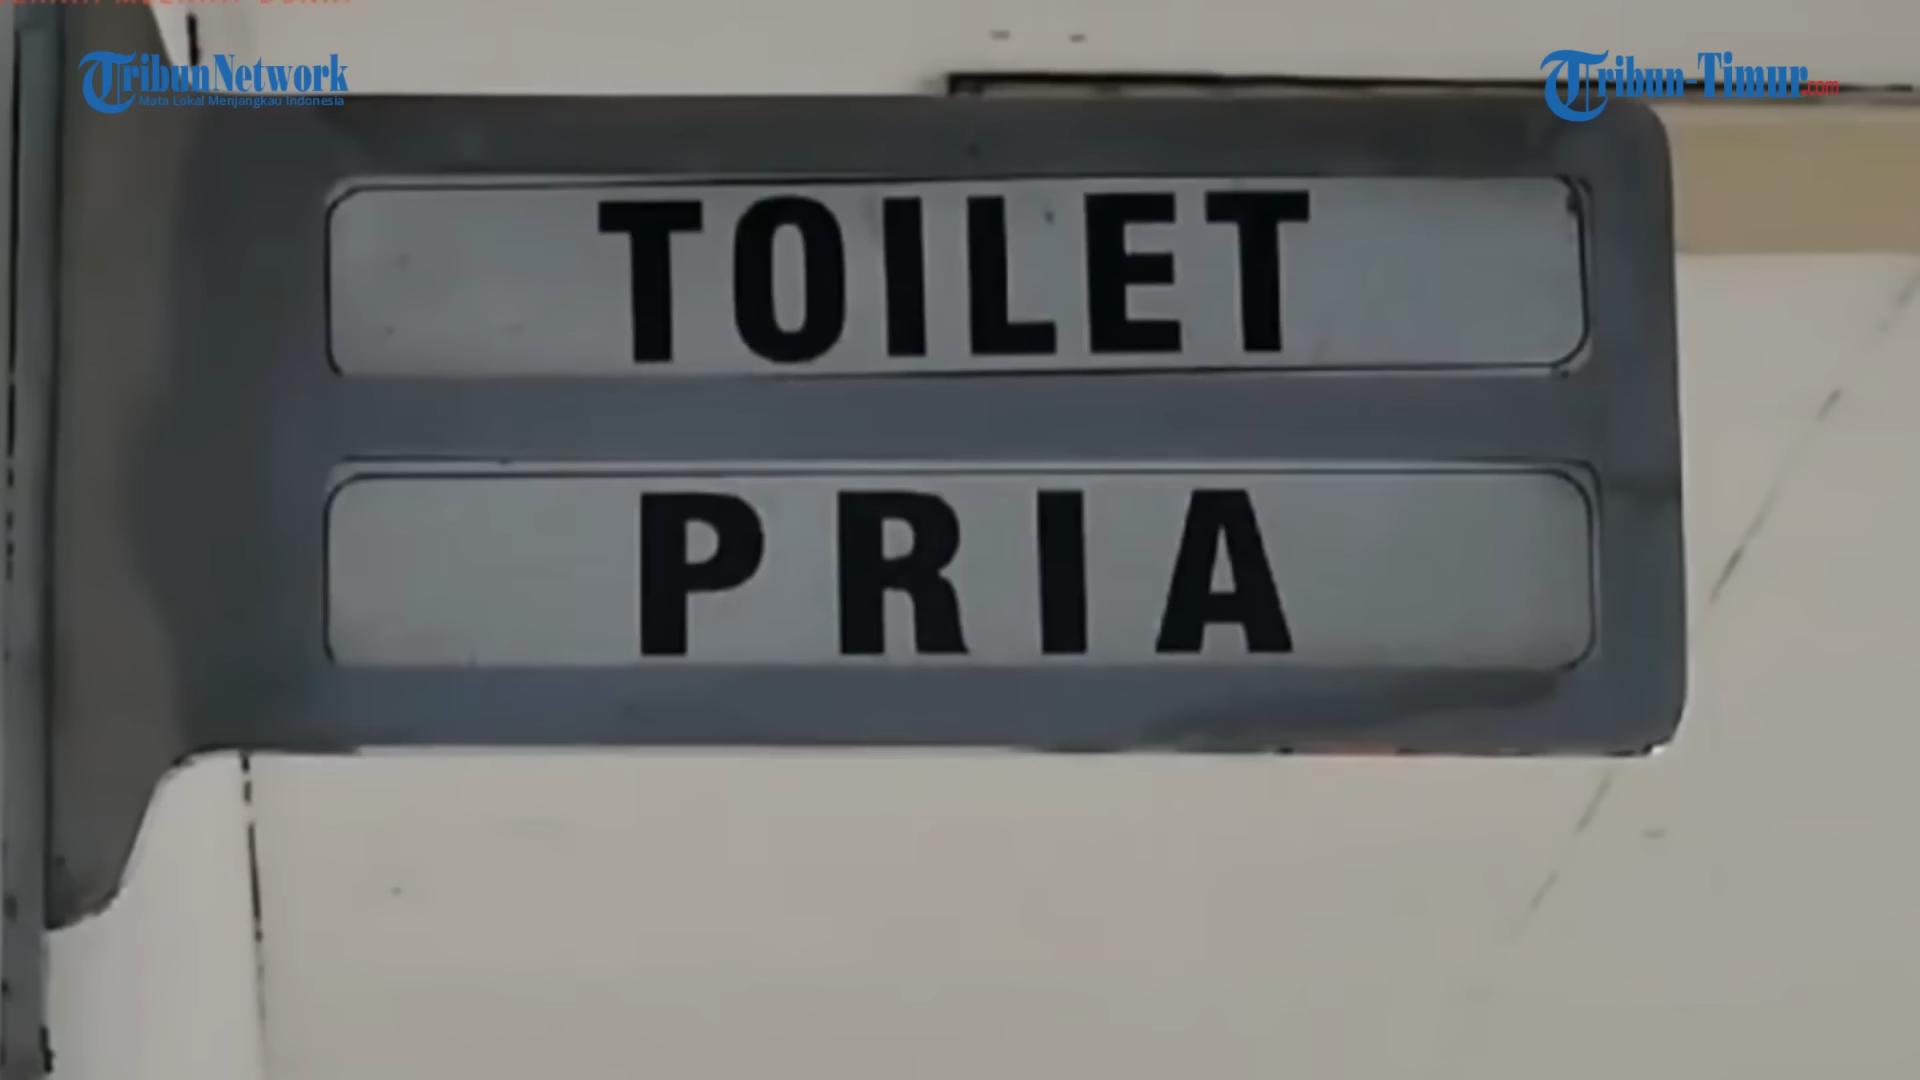 TribunNetwork
Mata Lokal Menjangkau Indonesia
Tribun-Timur.com
TOILET
PRIA